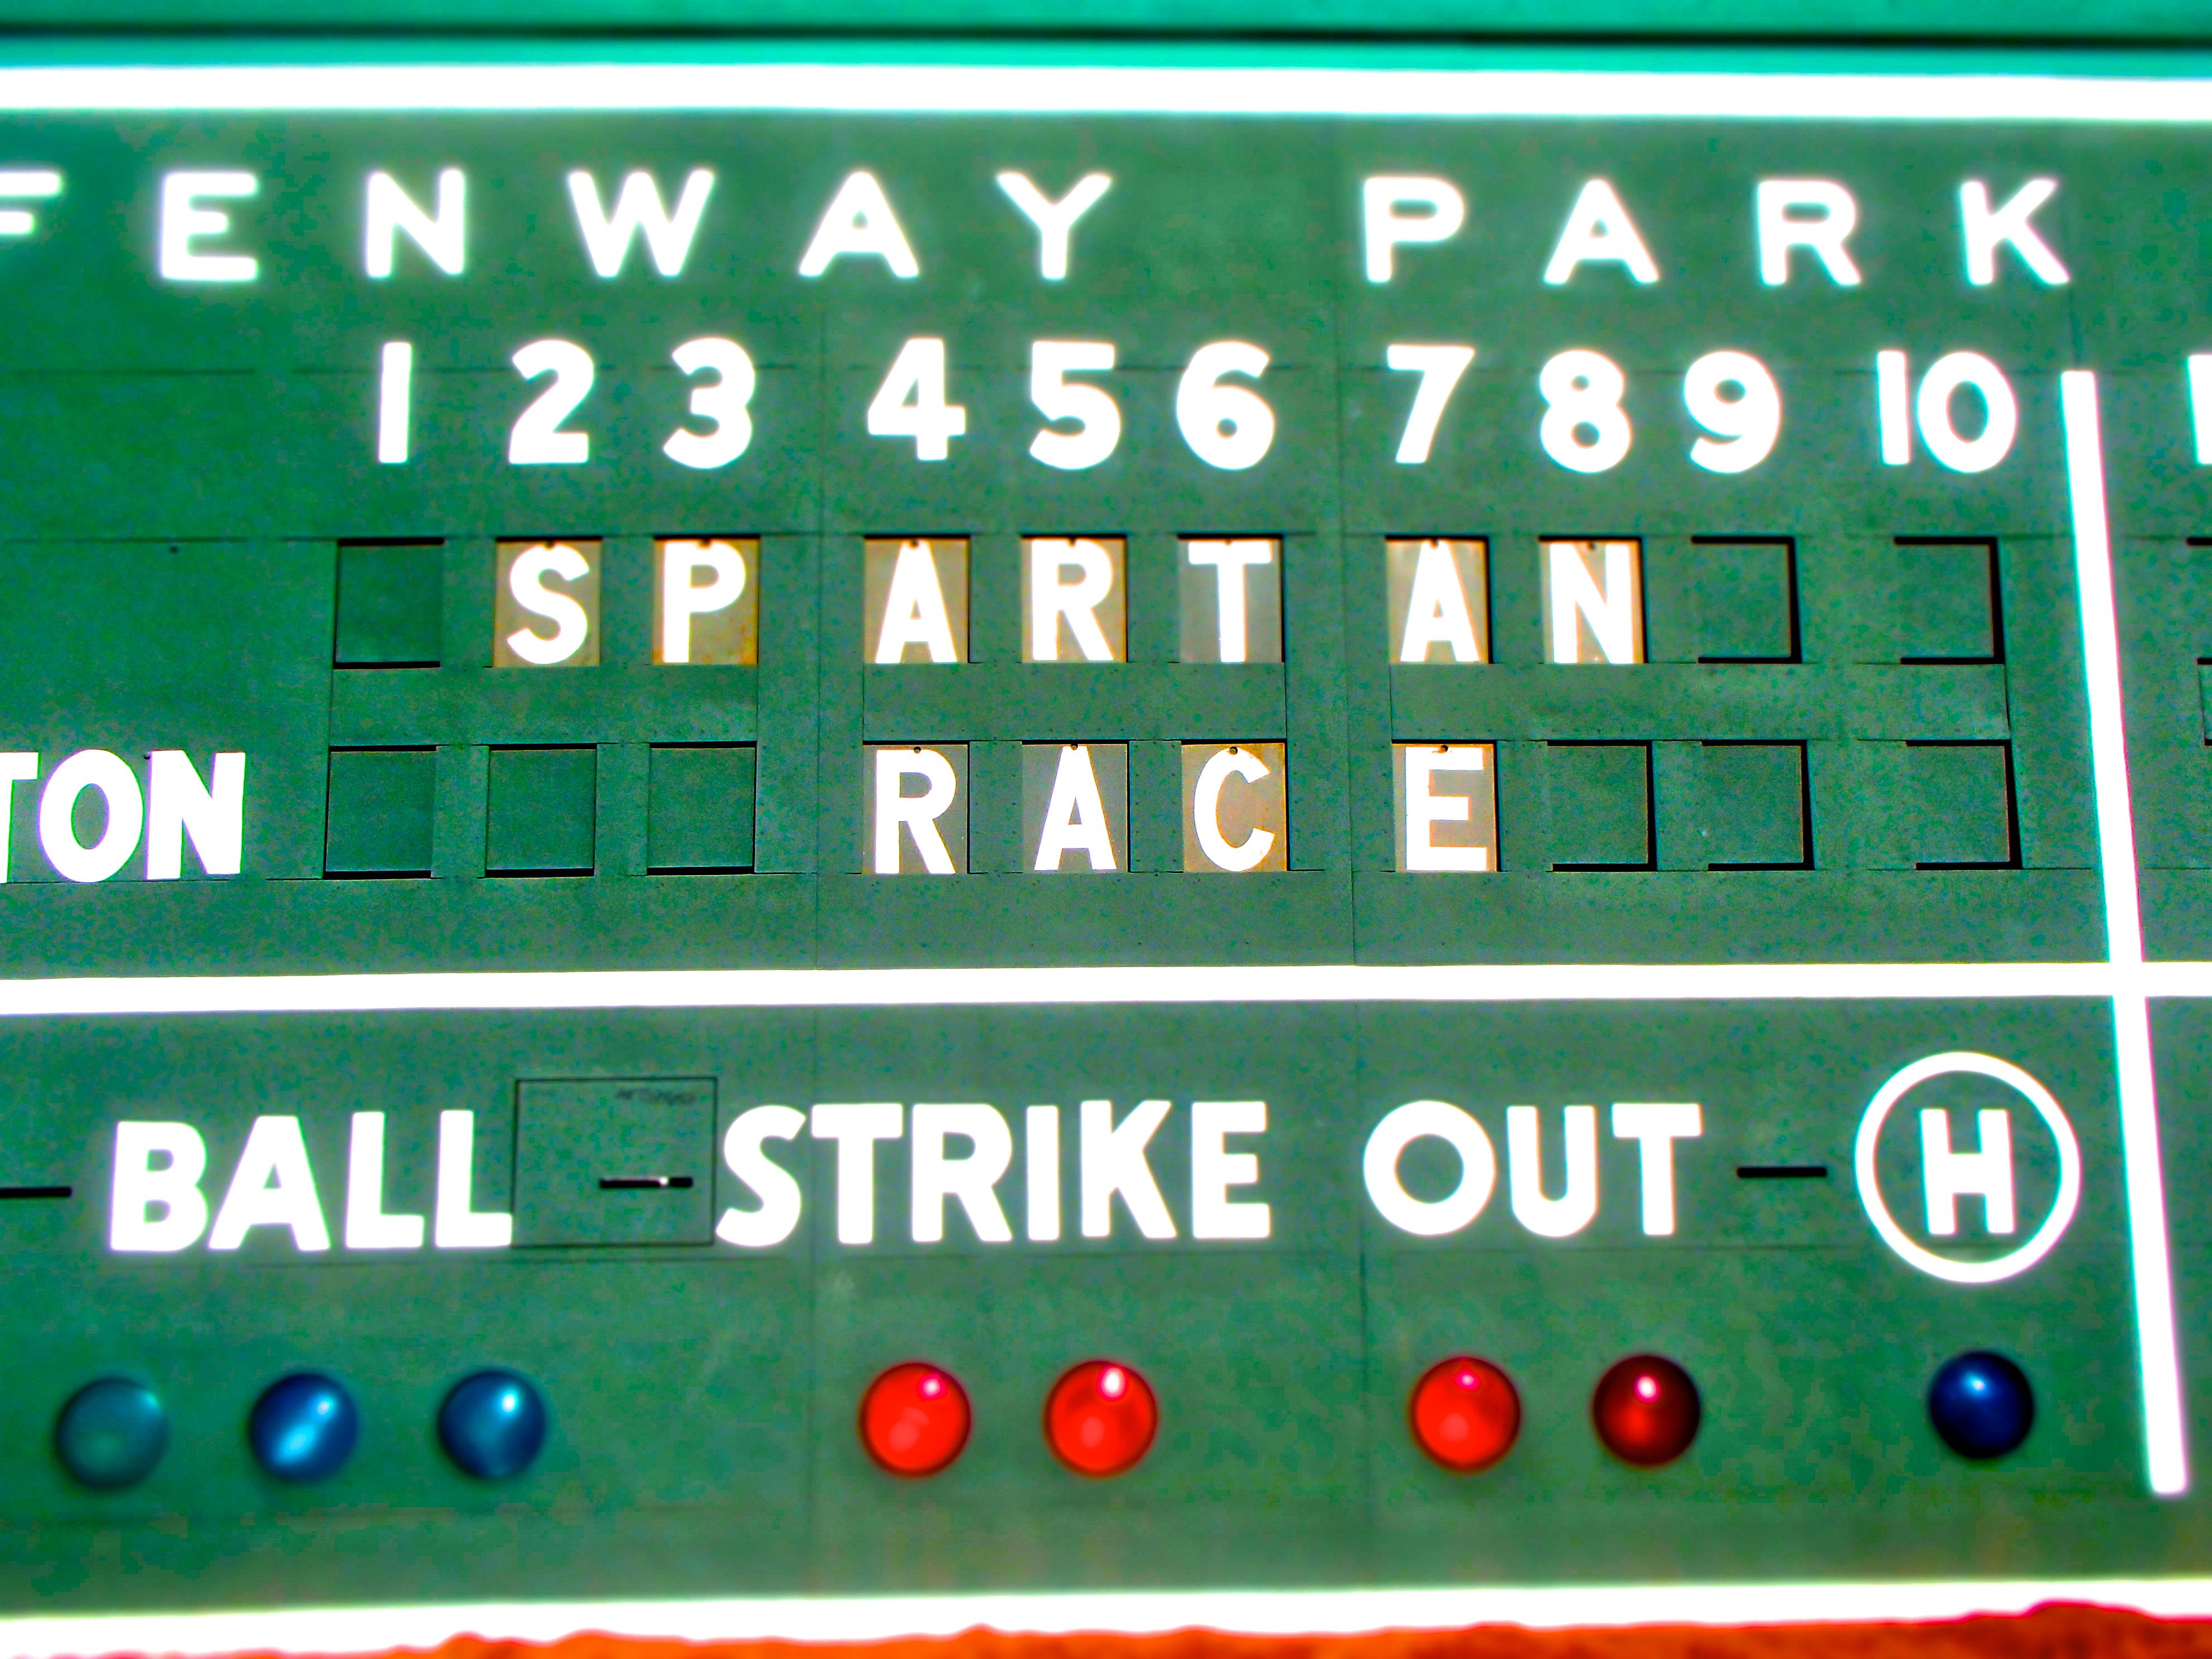 FENWAY PARK
1 2 3 4 5 6 7 8 9 10
SPARTAN
TON RACE
BALL STRIKE OUT H